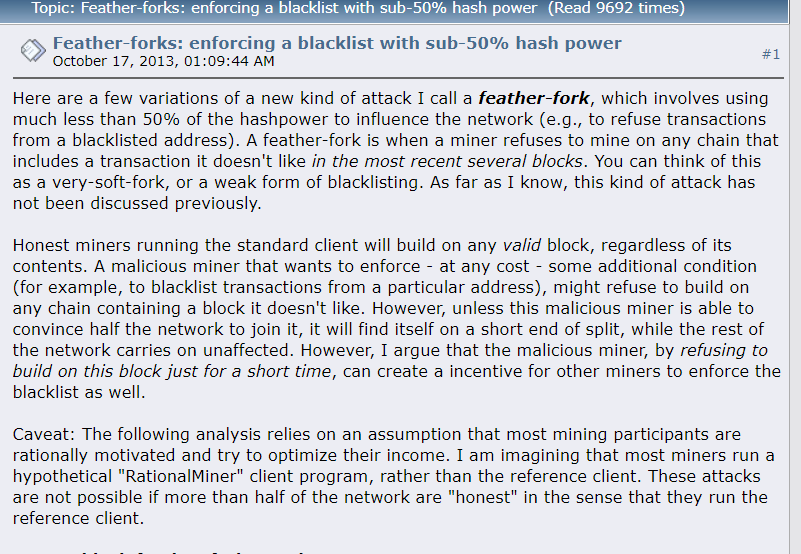 Topic: Feather-forks: enforcing a blacklist with sub-50% hash power (Read 9692 times)
Feather-forks: enforcing a blacklist with sub-50% hash power
October 17, 2013, 01:09:44 AM
#1
Here are a few variations of a new kind of attack I call a feather-fork, which involves using
much less than 50% of the hashpower to influence the network (e.g., to refuse transactions
from a blacklisted address). A feather-fork is when a miner refuses to mine on any chain that
includes a transaction it doesn't like in the most recent several blocks. You can think of this
as a very-soft-fork, or a weak form of blacklisting. As far as I know, this kind of attack has
not been discussed previously.
Honest miners running the standard client will build on any valid block, regardless of its
contents. A malicious miner that wants to enforce - at any cost - some additional condition
(for example, to blacklist transactions from a particular address), might refuse to build on
any chain containing a block it doesn't like. However, unless this malicious miner is able to
convince half the network to join it, it will find itself on a short end of split, while the rest of
the network carries on unaffected. However, I argue that the malicious miner, by refusing to
build on this block just for a short time, can create a incentive for other miners to enforce the
blacklist as well.
Caveat: The following analysis relies on an assumption that most mining participants are
rationally motivated and try to optimize their income. I am imagining that most miners run a
hypothetical "RationalMiner" client program, rather than the reference client. These attacks
are not possible if more than half of the network are "honest" in the sense that they run the
reference client.